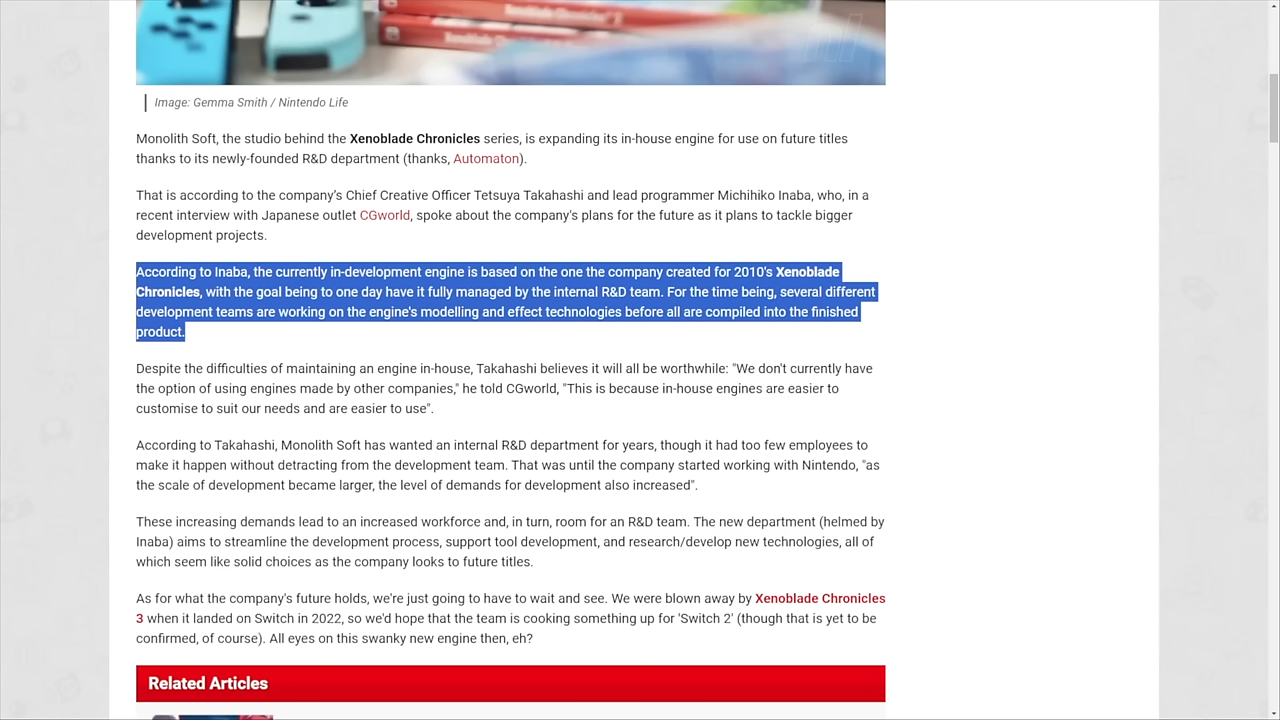 Image: Gemma Smith / Nintendo Life
Monolith Soft, the studio behind the Xenoblade Chronicles series, is expanding its in-house engine for use on future titles
thanks to its newly-founded R&D department (thanks, Automaton).
That is according to the company's Chief Creative Officer Tetsuya Takahashi and lead programmer Michihiko Inaba, who, in a
recent interview with Japanese outlet CGworld, spoke about the company's plans for the future as it plans to tackle bigger
development projects.
According to Inaba, the currently in-development engine is based on the one the company created for 2010's Xenoblade
Chronicles, with the goal being to one day have it fully managed by the internal R&D team. For the time being, several different
development teams are working on the engine's modelling and effect technologies before all are compiled into the finished
product.
Despite the difficulties of maintaining an engine in-house, Takahashi believes it will all be worthwhile: "We don't currently have
the option of using engines made by other companies," he told CGworld, "This is because in-house engines are easier to
customise to suit our needs and are easier to use".
According to Takahashi, Monolith Soft has wanted an internal R&D department for years, though it had too few employees to
make it happen without detracting from the development team. That was until the company started working with Nintendo, "as
the scale of development became larger, the level of demands for development also increased".
These increasing demands lead to an increased workforce and, in turn, room for an R&D team. The new department (helmed by
Inaba) aims to streamline the development process, support tool development, and research/develop new technologies, all of
which seem like solid choices as the company looks to future titles.
As for what the company's future holds, we're just going to have to wait and see. We were blown away by Xenoblade Chronicles
3 when it landed on Switch in 2022, so we'd hope that the team is cooking something up for 'Switch 2' (though that is yet to be
confirmed, of course). All eyes on this swanky new engine then, eh?
Related Articles